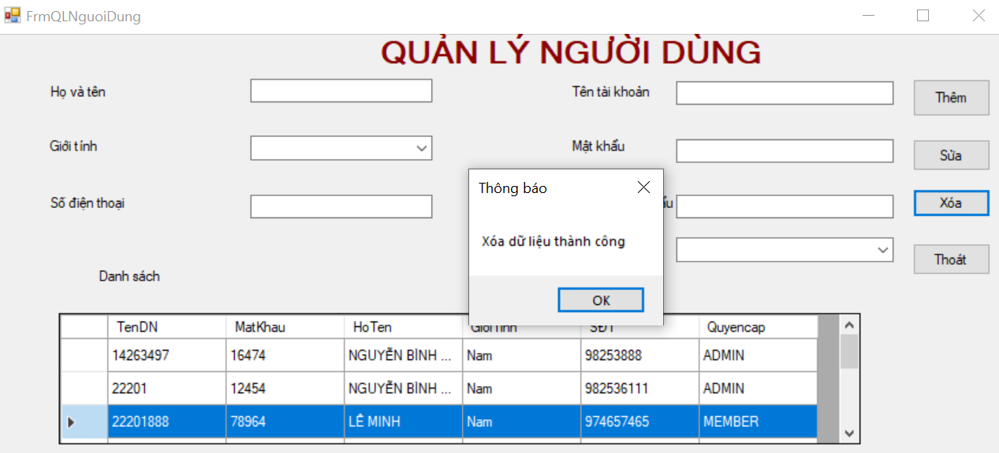 FrmQLNguoiDung
QUẢN LÝ NGƯỜI DÙNG
Họ và tên
Tên tài khoản
Thêm
Giới tính
Mật khẩu
Sửa
Số điện thoại
Xóa
Thoát
Thông báo
Xóa dữ liệu thành công
OK
Danh sách
TenDN MatKhau HoTen GioiTinh SĐT Quyencap
14263497 16474 NGUYỄN BÌNH ... Nam 98253888 ADMIN
22201 12454 NGUYỄN BÌNH ... Nam 982536111 ADMIN
22201888 78964 LÊ MINH Nam 974657465 MEMBER